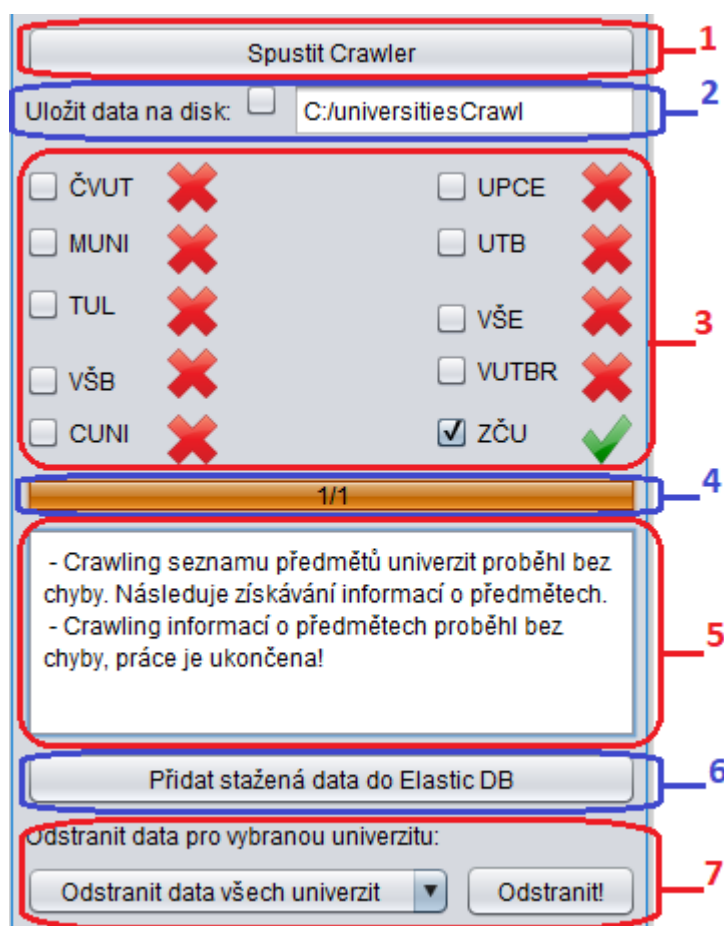 Spustit Crawler
1
Uložit data na disk: C:/universitiesCrawl
2
ČVUT UPCE
MUNI UTB
TUL VŠE
3
VŠB VUTBR
CUNI ZČU
1/1
4
- Crawling seznamu předmětů univerzit proběhl bez
chyby. Následuje získávání informací o předmětech.
- Crawling informací o předmětech proběhl bez
chyby, práce je ukončena!
5
Přidat stažená data do Elastic DB
6
Odstranit data pro vybranou univerzitu:
Odstranit data všech univerzit Odstranit!
7